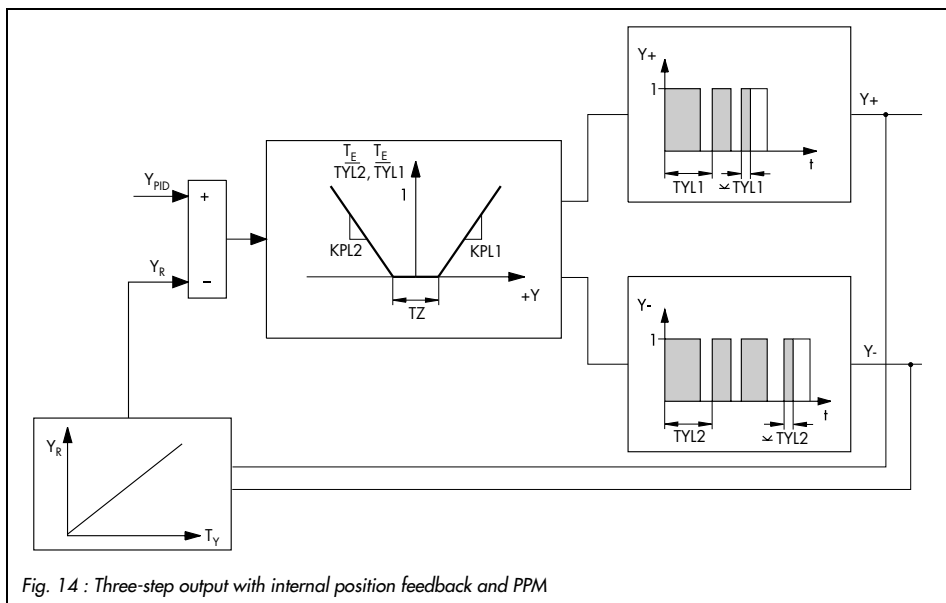 Y+
1
t
TYL1
K TYL1
Y+
T_E T_E
TYL2, TYL1
1
KPL2
KPL1
+Y
TZ
Y_PID
+
Y_R
−
Y-
1
t
TYL2
K TYL2
Y-
Y_R
T_Y
Fig. 14 : Three-step output with internal position feedback and PPM